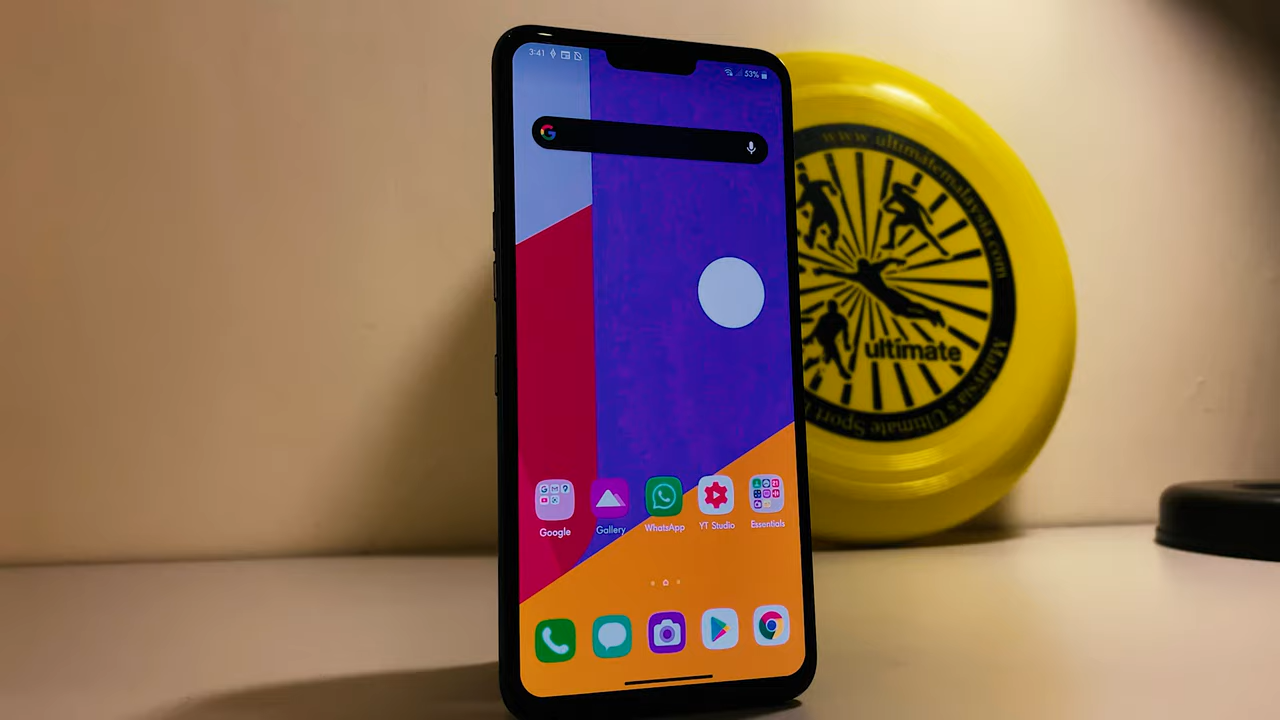 3:41
53%
G
Google
Gallery
WhatsApp
YT Studio
Essentials
www.ultimatemalaysia.com
ultimate
Malaysia's Ultimate Sport